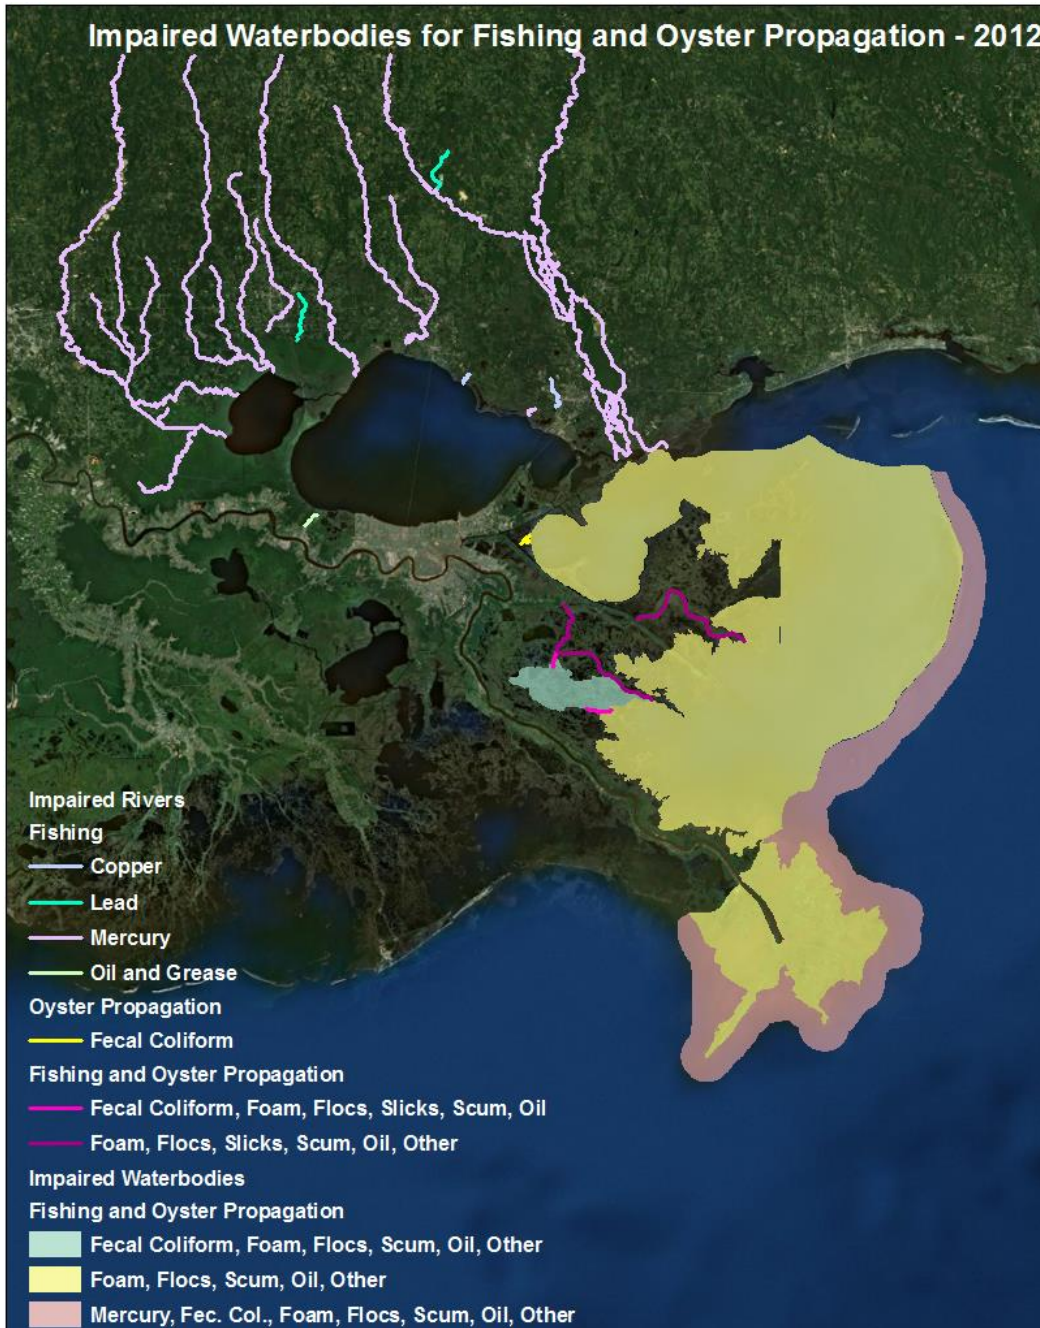 Impaired Waterbodies for Fishing and Oyster Propagation - 2012
Impaired Rivers
Fishing
Copper
Lead
Mercury
Oil and Grease
Oyster Propagation
Fecal Coliform
Fishing and Oyster Propagation
Fecal Coliform, Foam, Flocs, Slicks, Scum, Oil
Foam, Flocs, Slicks, Scum, Oil, Other
Impaired Waterbodies
Fishing and Oyster Propagation
Fecal Coliform, Foam, Flocs, Scum, Oil, Other
Foam, Flocs, Scum, Oil, Other
Mercury, Fec. Col., Foam, Flocs, Scum, Oil, Other